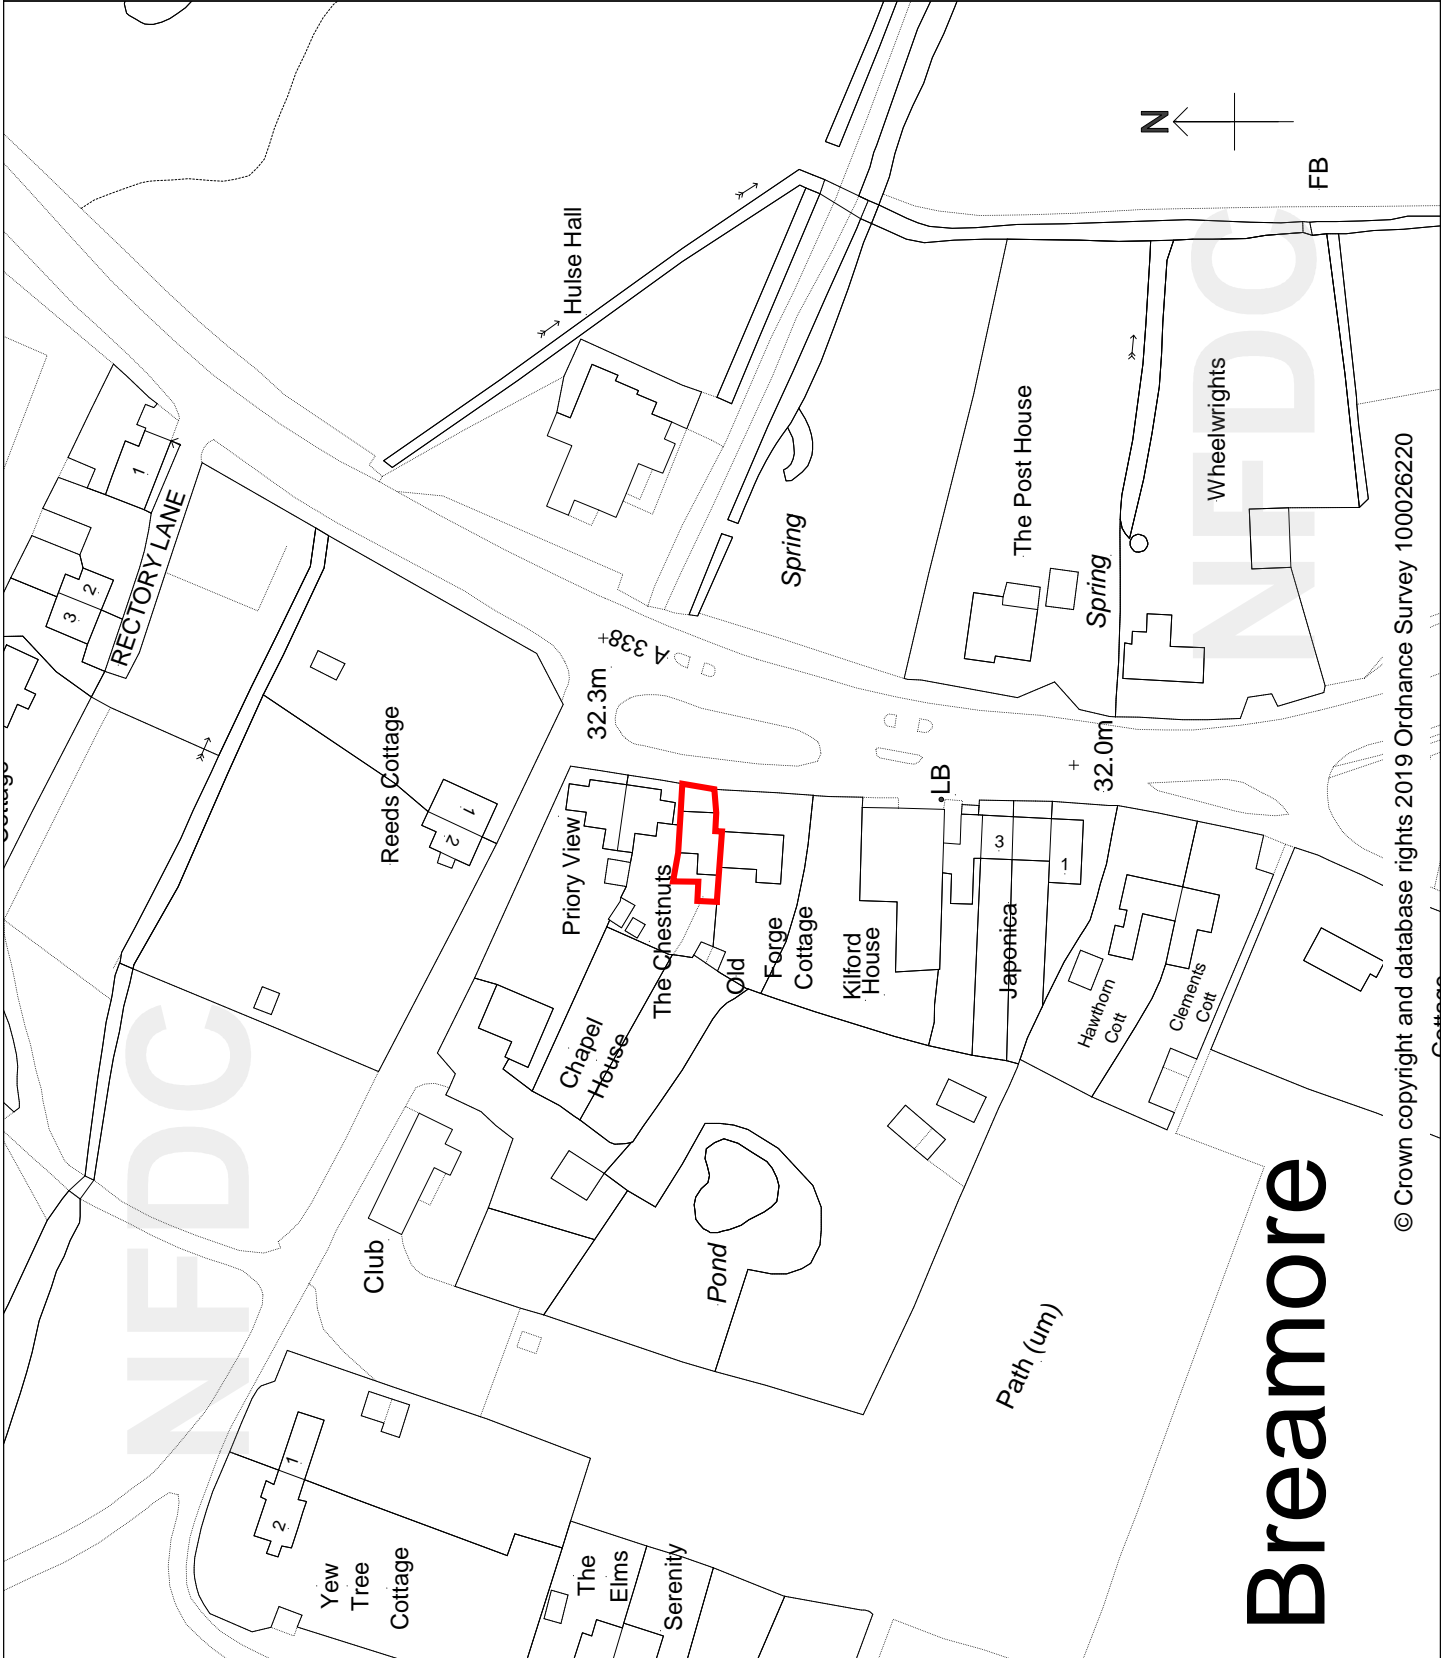 N
FB
Hulse Hall
1
RECTORY LANE
2
3
Cottage
Reeds Cottage
1
2
A 338
32.3m
Spring
The Post House
Spring
Wheelwrights
NFDC
Priory View
The Chestnuts
Chapel
House
Old
Forge
Cottage
Kilford
House
LB
32.0m
3
1
Japonica
Hawthorn
Cott
Clements
Cott
Cottage
Club
Pond
Path (um)
NFDC
1
2
Yew
Tree
Cottage
The
Elms
Serenity
Breamore
© Crown copyright and database rights 2019 Ordnance Survey 100026220